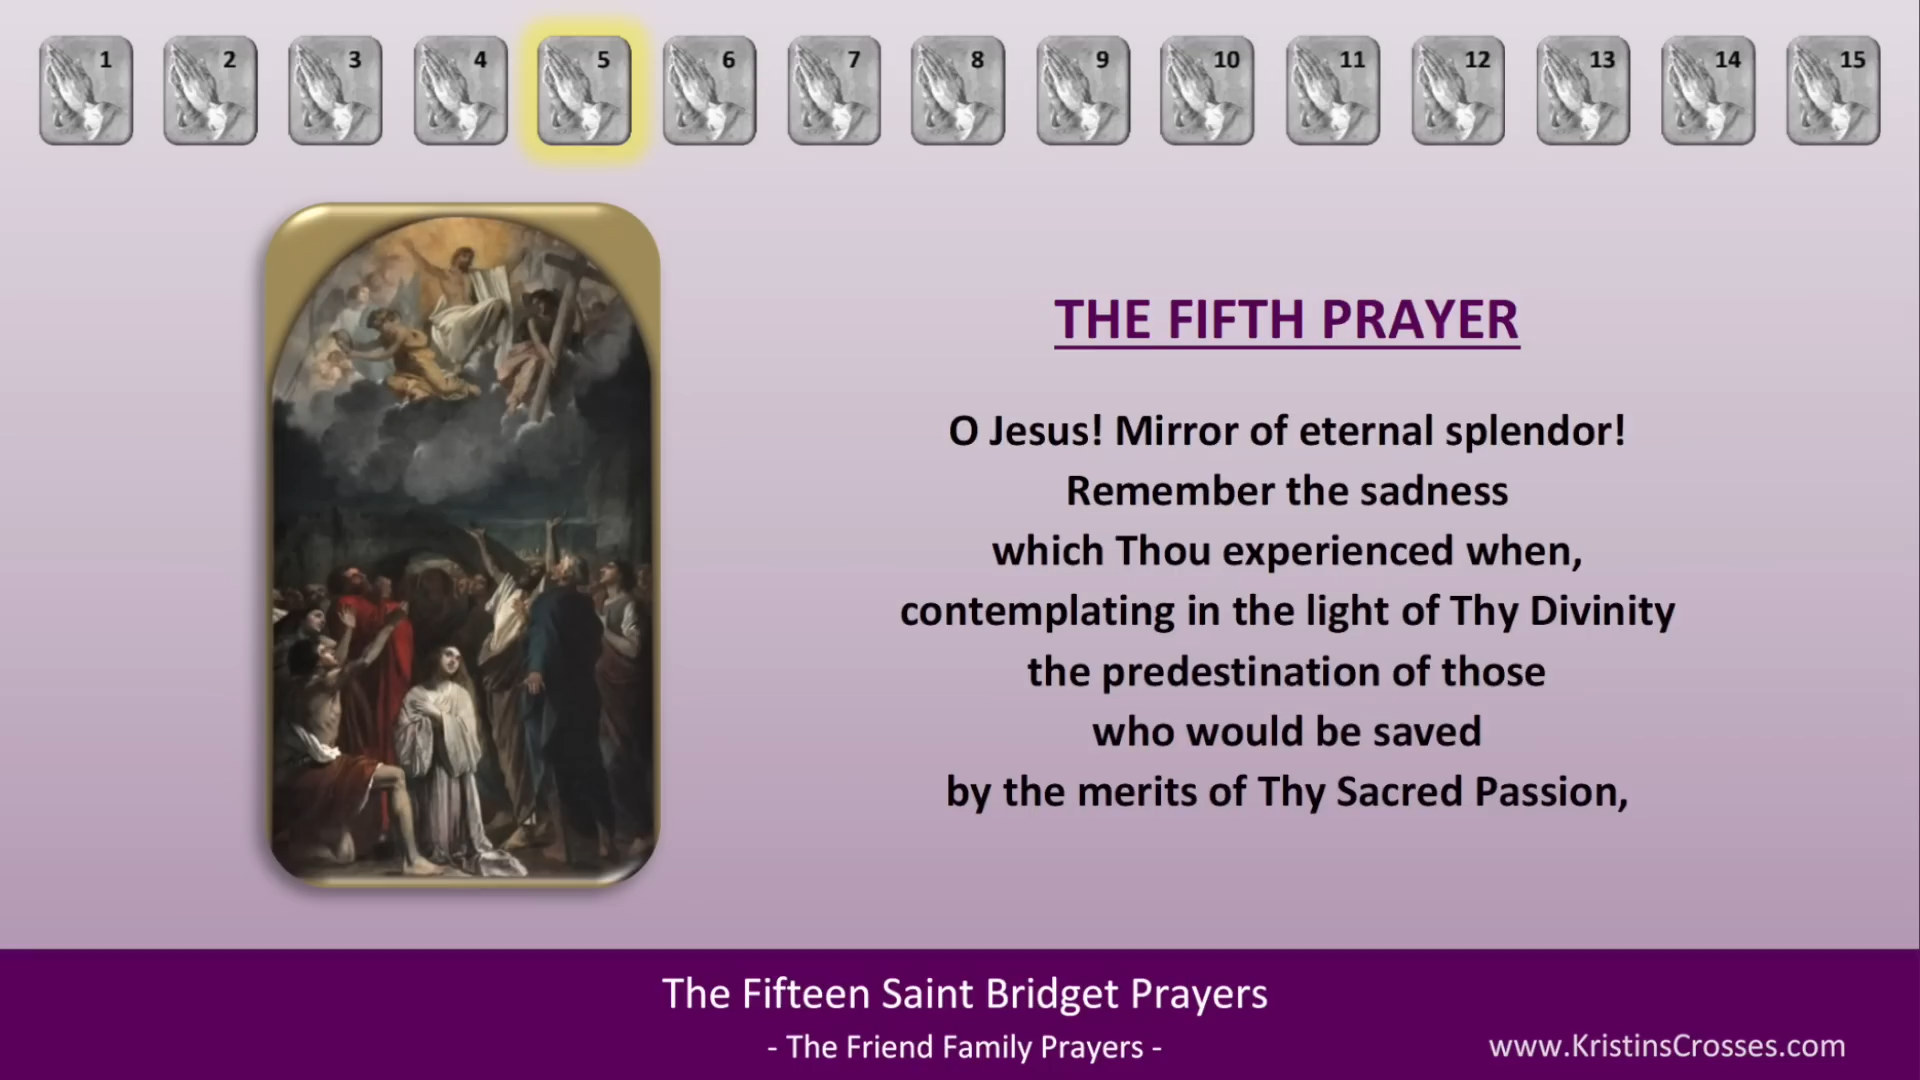 1 2 3 4 5 6 7 8 9 10 11 12 13 14 15
THE FIFTH PRAYER
O Jesus! Mirror of eternal splendor!
Remember the sadness
which Thou experienced when,
contemplating in the light of Thy Divinity
the predestination of those
who would be saved
by the merits of Thy Sacred Passion,
The Fifteen Saint Bridget Prayers
- The Friend Family Prayers -
www.KristinsCrosses.com